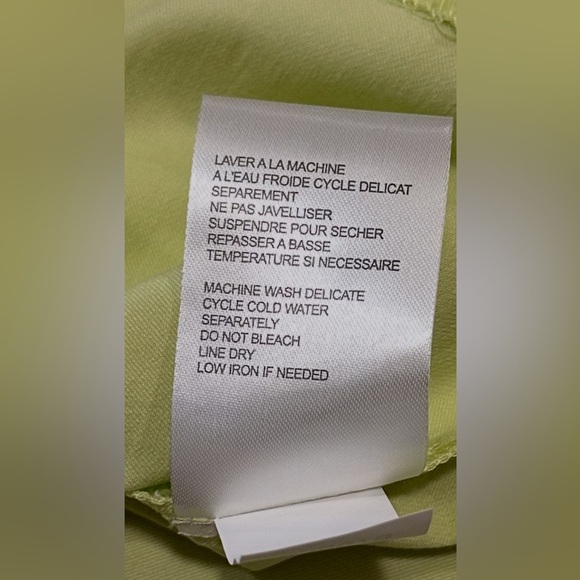 LAVER A LA MACHINE
A L'EAU FROIDE CYCLE DELICAT
SEPAREMENT
NE PAS JAVELLISER
SUSPENDRE POUR SECHER
REPASSER A BASSE
TEMPERATURE SI NECESSAIRE
MACHINE WASH DELICATE
CYCLE COLD WATER
SEPARATELY
DO NOT BLEACH
LINE DRY
LOW IRON IF NEEDED